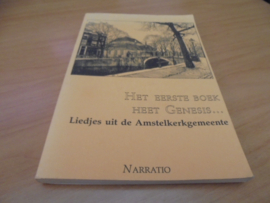 Het eerste boek
heet Genesis...
Liedjes uit de Amstelkerkgemeente
Narratio